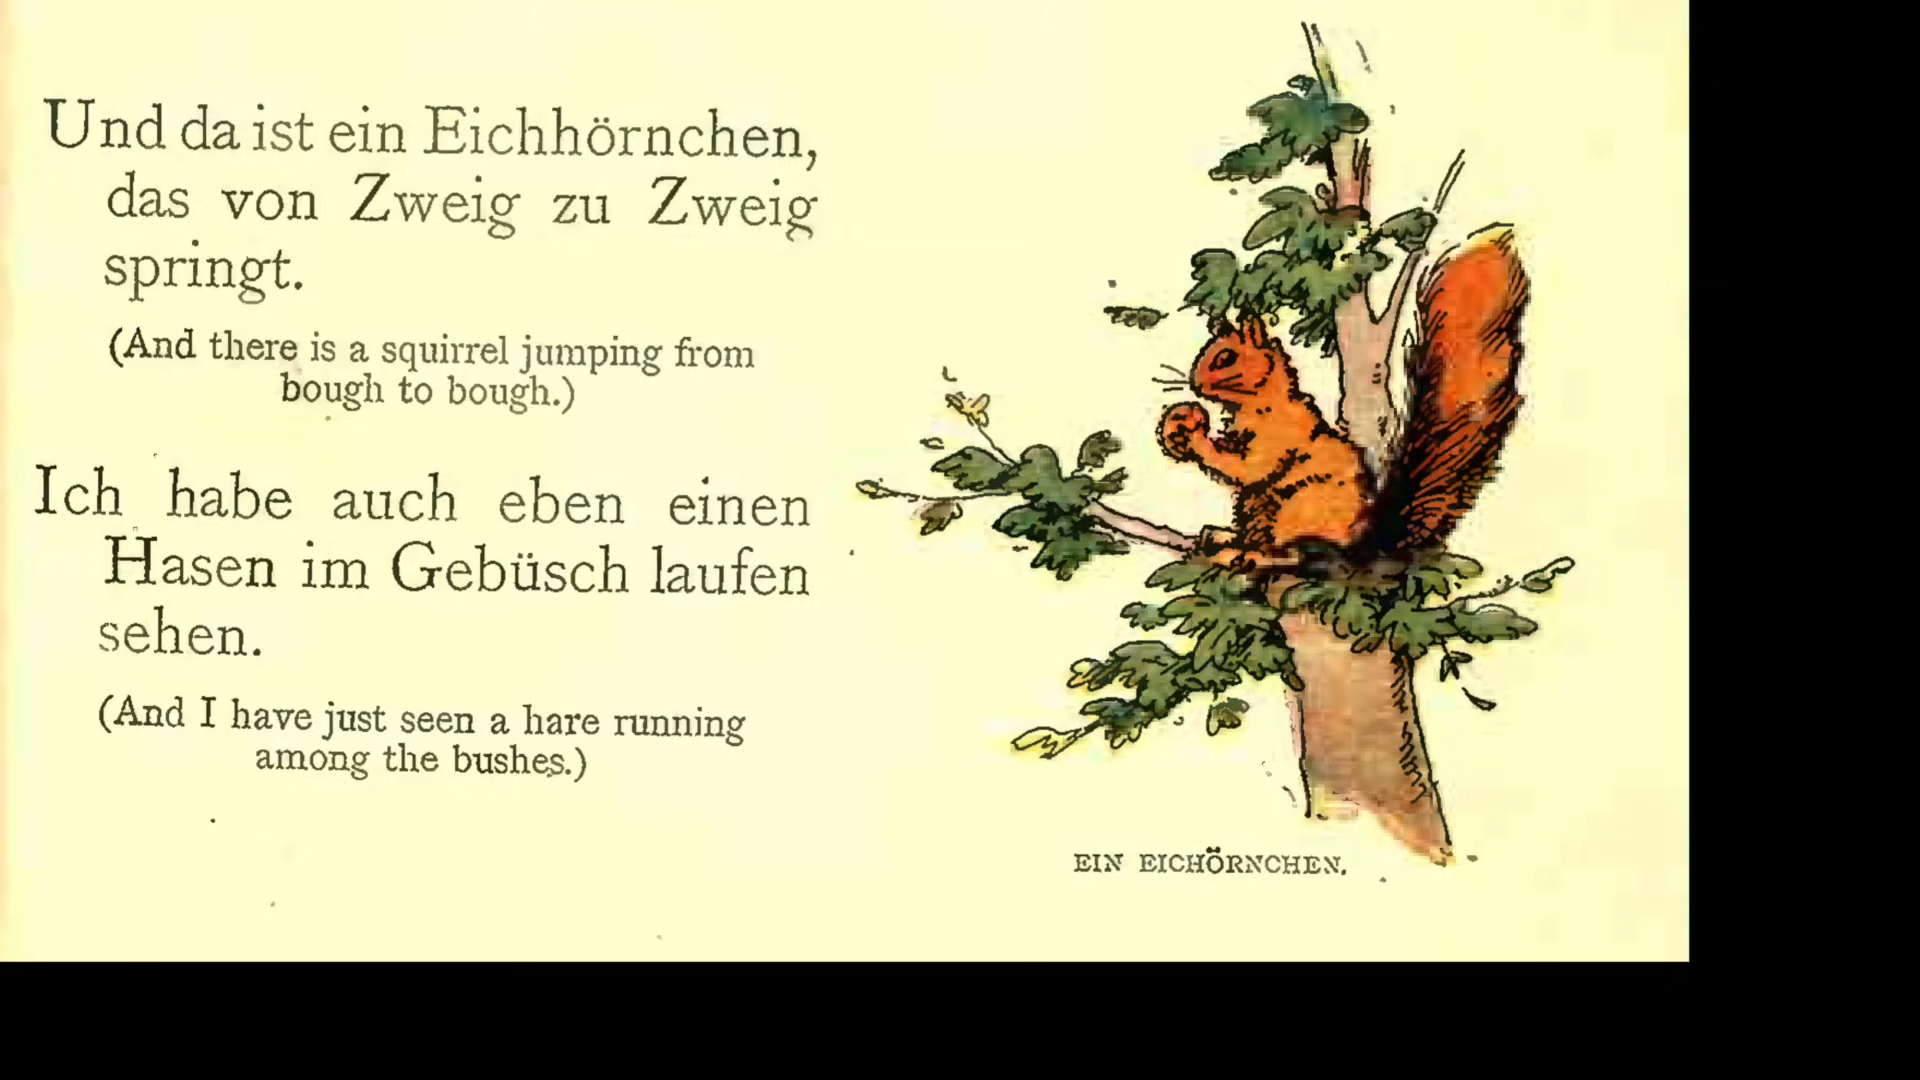 Und da ist ein Eichhörnchen,
das von Zweig zu Zweig
springt.
(And there is a squirrel jumping from
bough to bough.)
Ich habe auch eben einen
Hasen im Gebüsch laufen
sehen.
(And I have just seen a hare running
among the bushes.)
EIN EICHÖRNCHEN.